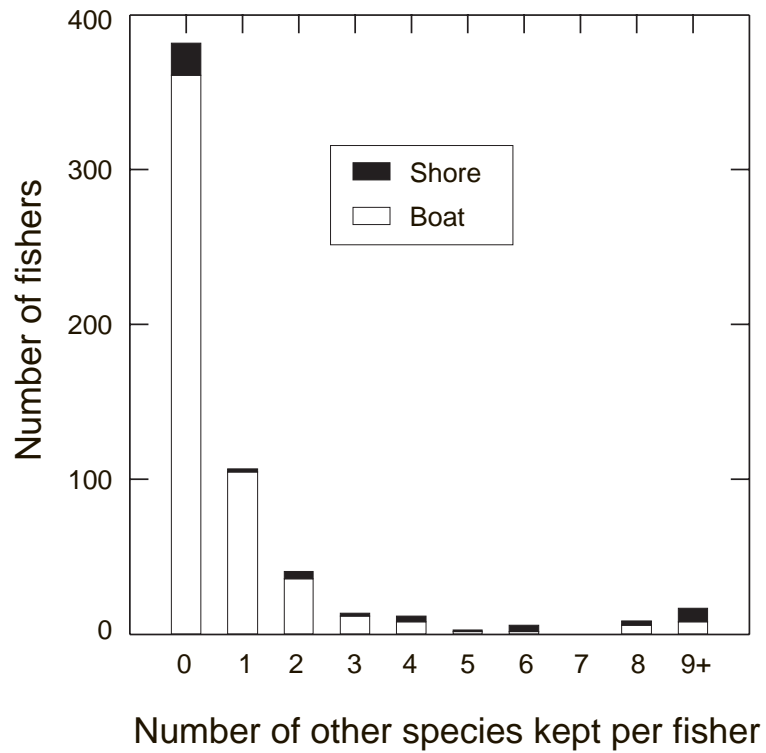 400
300
200
100
0
Number of fishers
Shore
Boat
0 1 2 3 4 5 6 7 8 9+
Number of other species kept per fisher